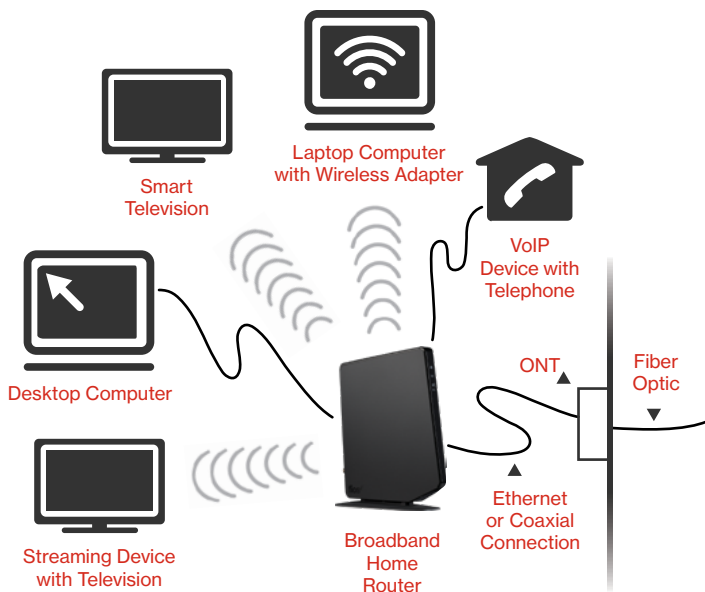 Laptop Computer
with Wireless Adapter
Smart
Television
VoIP
Device with
Telephone
Desktop Computer
ONT
Fiber
Optic
Ethernet
or Coaxial
Connection
Broadband
Home
Router
Streaming Device
with Television